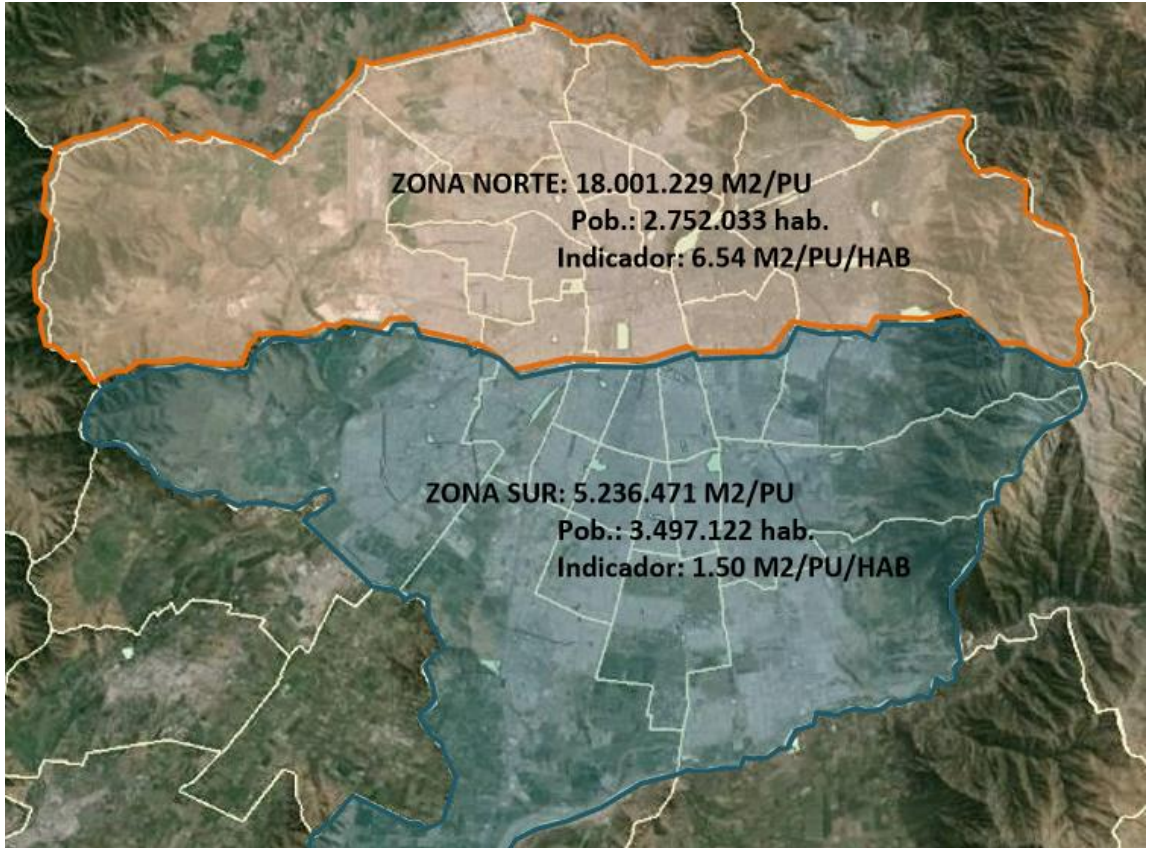 ZONA NORTE: 18.001.229 M2/PU
Pob.: 2.752.033 hab.
Indicador: 6.54 M2/PU/HAB
ZONA SUR: 5.236.471 M2/PU
Pob.: 3.497.122 hab.
Indicador: 1.50 M2/PU/HAB